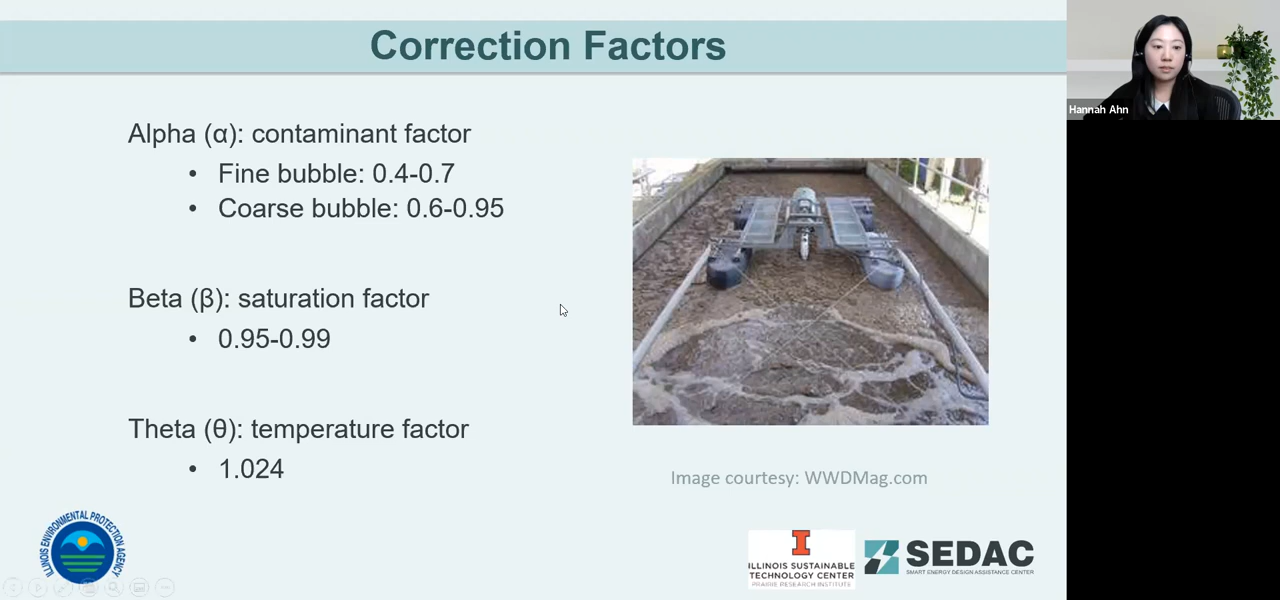 Correction Factors
Alpha (α): contaminant factor
• Fine bubble: 0.4-0.7
• Coarse bubble: 0.6-0.95
Beta (β): saturation factor
• 0.95-0.99
Theta (θ): temperature factor
• 1.024
Image courtesy: WWDMag.com
ILLINOIS ENVIRONMENTAL PROTECTION AGENCY
I
ILLINOIS SUSTAINABLE
TECHNOLOGY CENTER
PRAIRIE RESEARCH INSTITUTE
SEDAC
SMART ENERGY DESIGN ASSISTANCE CENTER
Hannah Ahn